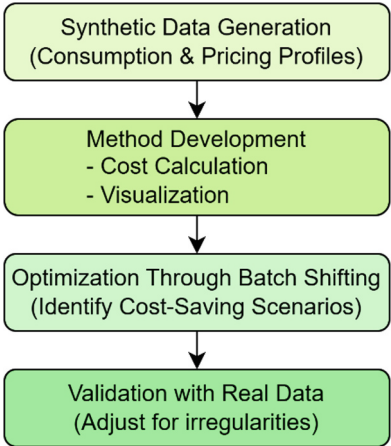 Synthetic Data Generation
(Consumption & Pricing Profiles)
Method Development
- Cost Calculation
- Visualization
Optimization Through Batch Shifting
(Identify Cost-Saving Scenarios)
Validation with Real Data
(Adjust for irregularities)